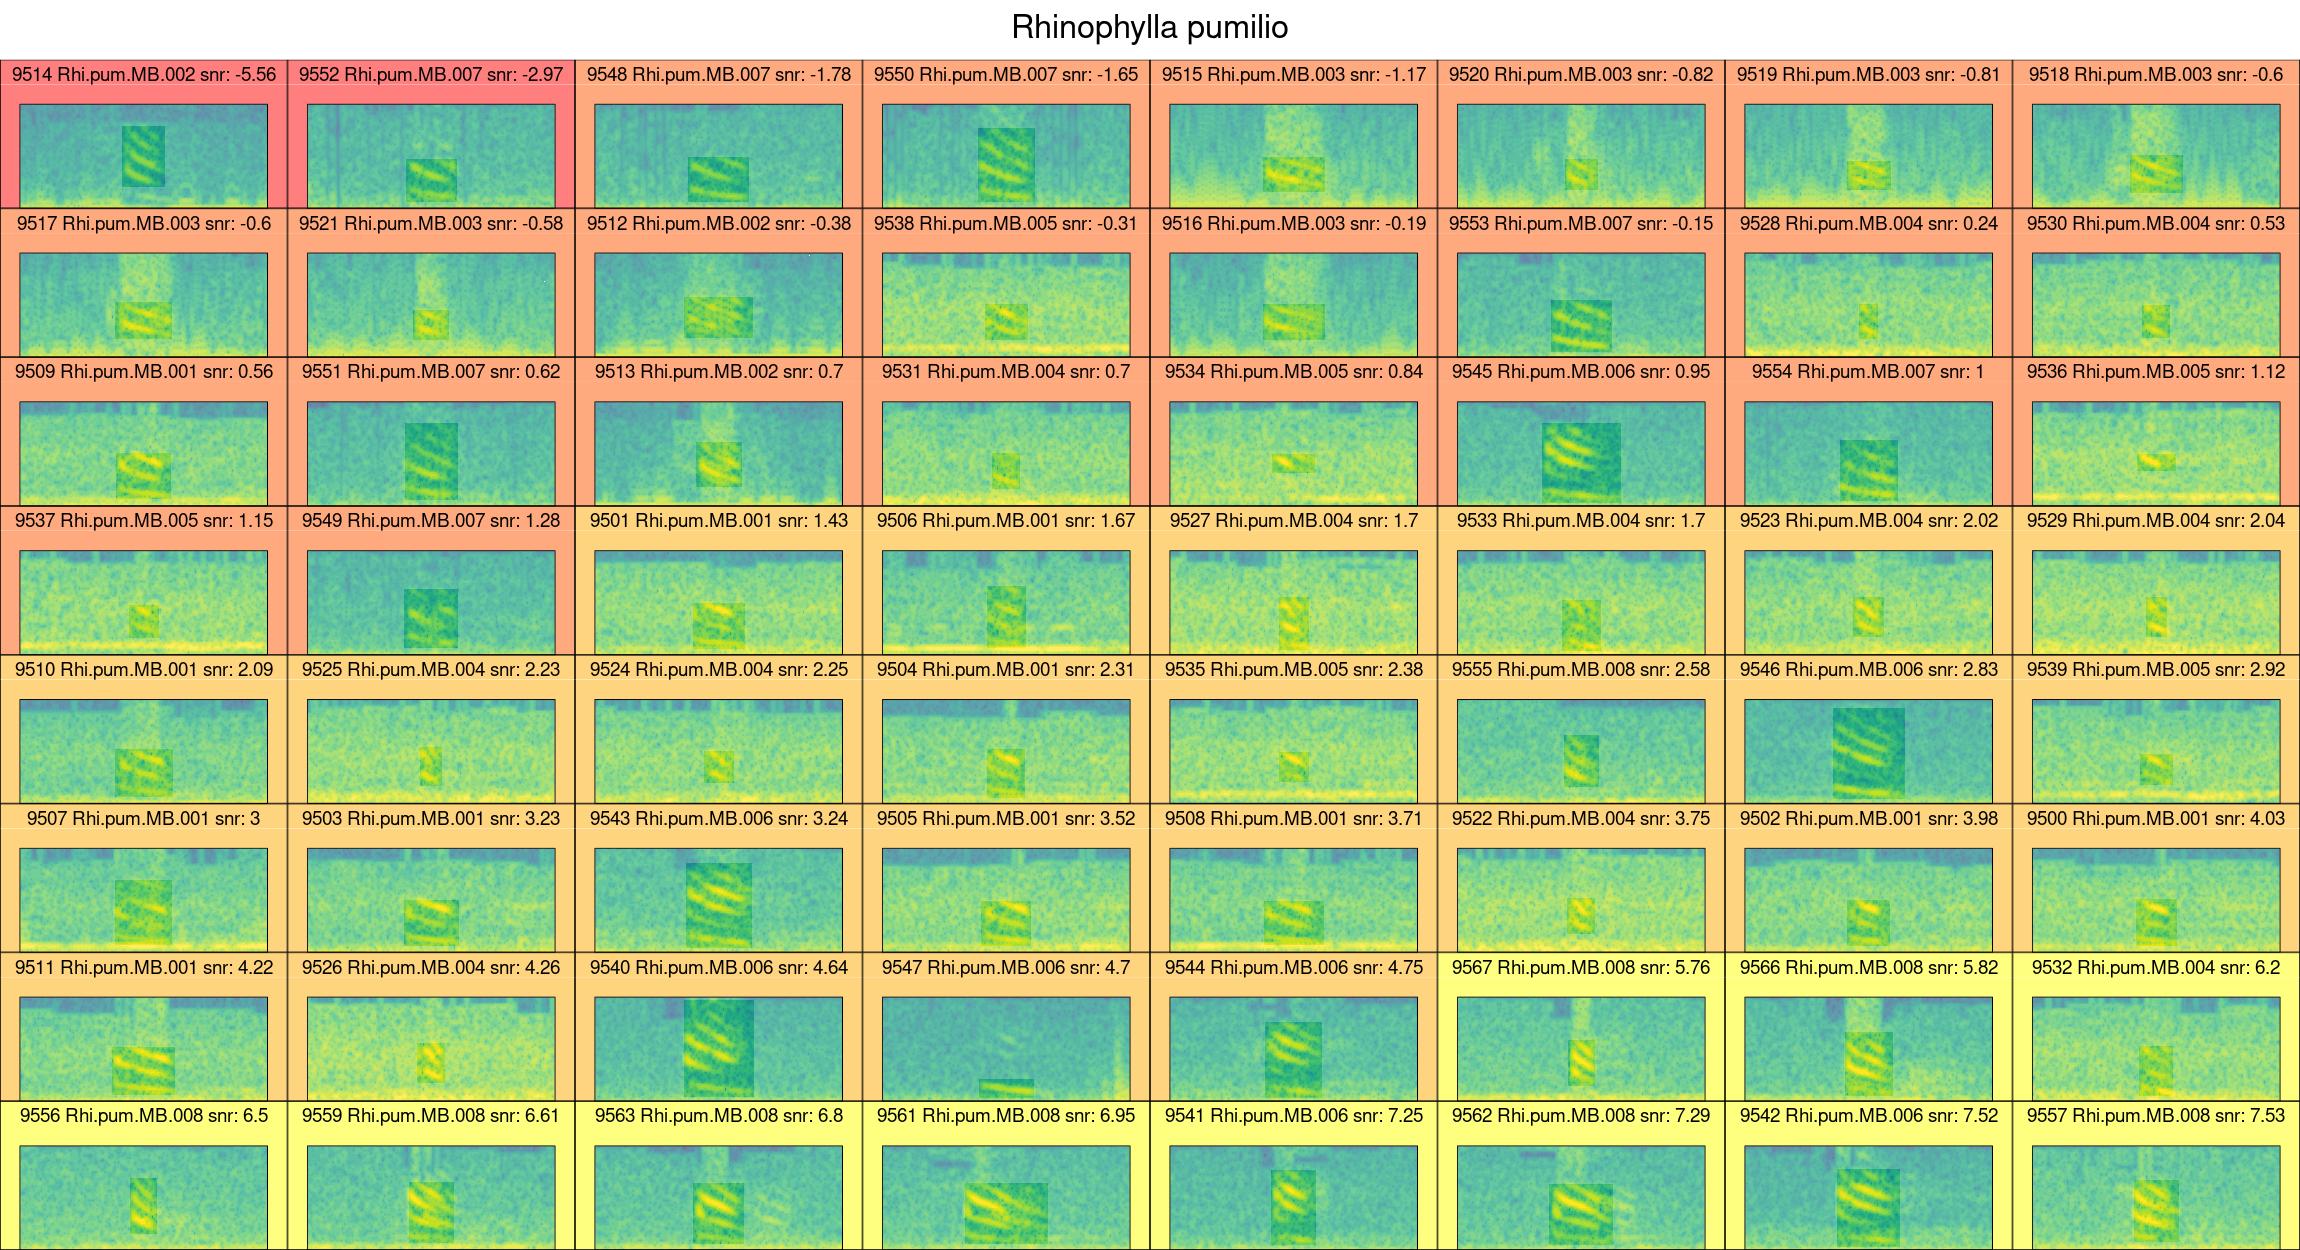 Rhinophylla pumilio
9514 Rhi.pum.MB.002 snr: -5.56
9552 Rhi.pum.MB.007 snr: -2.97
9548 Rhi.pum.MB.007 snr: -1.78
9550 Rhi.pum.MB.007 snr: -1.65
9515 Rhi.pum.MB.003 snr: -1.17
9520 Rhi.pum.MB.003 snr: -0.82
9519 Rhi.pum.MB.003 snr: -0.81
9518 Rhi.pum.MB.003 snr: -0.6
9517 Rhi.pum.MB.003 snr: -0.6
9521 Rhi.pum.MB.003 snr: -0.58
9512 Rhi.pum.MB.002 snr: -0.38
9538 Rhi.pum.MB.005 snr: -0.31
9516 Rhi.pum.MB.003 snr: -0.19
9553 Rhi.pum.MB.007 snr: -0.15
9528 Rhi.pum.MB.004 snr: 0.24
9530 Rhi.pum.MB.004 snr: 0.53
9509 Rhi.pum.MB.001 snr: 0.56
9551 Rhi.pum.MB.007 snr: 0.62
9513 Rhi.pum.MB.002 snr: 0.7
9531 Rhi.pum.MB.004 snr: 0.7
9534 Rhi.pum.MB.005 snr: 0.84
9545 Rhi.pum.MB.006 snr: 0.95
9554 Rhi.pum.MB.007 snr: 1
9536 Rhi.pum.MB.005 snr: 1.12
9537 Rhi.pum.MB.005 snr: 1.15
9549 Rhi.pum.MB.007 snr: 1.28
9501 Rhi.pum.MB.001 snr: 1.43
9506 Rhi.pum.MB.001 snr: 1.67
9527 Rhi.pum.MB.004 snr: 1.7
9533 Rhi.pum.MB.004 snr: 1.7
9523 Rhi.pum.MB.004 snr: 2.02
9529 Rhi.pum.MB.004 snr: 2.04
9510 Rhi.pum.MB.001 snr: 2.09
9525 Rhi.pum.MB.004 snr: 2.23
9524 Rhi.pum.MB.004 snr: 2.25
9504 Rhi.pum.MB.001 snr: 2.31
9535 Rhi.pum.MB.005 snr: 2.38
9555 Rhi.pum.MB.008 snr: 2.58
9546 Rhi.pum.MB.006 snr: 2.83
9539 Rhi.pum.MB.005 snr: 2.92
9507 Rhi.pum.MB.001 snr: 3
9503 Rhi.pum.MB.001 snr: 3.23
9543 Rhi.pum.MB.006 snr: 3.24
9505 Rhi.pum.MB.001 snr: 3.52
9508 Rhi.pum.MB.001 snr: 3.71
9522 Rhi.pum.MB.004 snr: 3.75
9502 Rhi.pum.MB.001 snr: 3.98
9500 Rhi.pum.MB.001 snr: 4.03
9511 Rhi.pum.MB.001 snr: 4.22
9526 Rhi.pum.MB.004 snr: 4.26
9540 Rhi.pum.MB.006 snr: 4.64
9547 Rhi.pum.MB.006 snr: 4.7
9544 Rhi.pum.MB.006 snr: 4.75
9567 Rhi.pum.MB.008 snr: 5.76
9566 Rhi.pum.MB.008 snr: 5.82
9532 Rhi.pum.MB.004 snr: 6.2
9556 Rhi.pum.MB.008 snr: 6.5
9559 Rhi.pum.MB.008 snr: 6.61
9563 Rhi.pum.MB.008 snr: 6.8
9561 Rhi.pum.MB.008 snr: 6.95
9541 Rhi.pum.MB.006 snr: 7.25
9562 Rhi.pum.MB.008 snr: 7.29
9542 Rhi.pum.MB.006 snr: 7.52
9557 Rhi.pum.MB.008 snr: 7.53